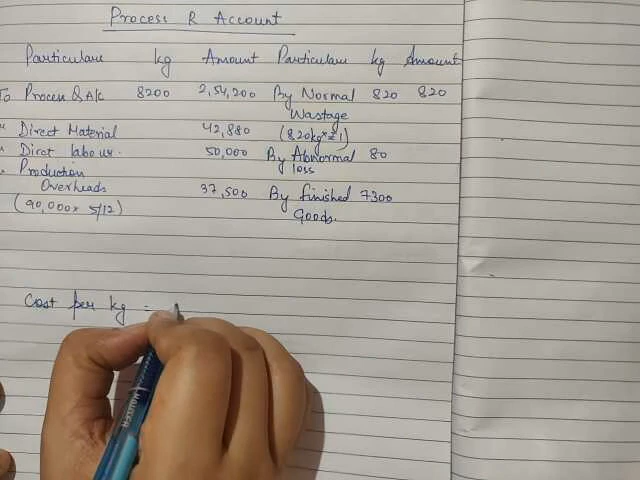 Process R Account
Particulars kg Amount Particulars kg Amount
To Process Q A/c 8200 2,54,200 By Normal 820 820
Wastage
" Direct Material 42,880 (820kg*₹1)
" Dirct labour. 50,000 By Abnormal 80
loss
" Production
Overheads 37,500 By finished 7300
(90,000* 5/12) Goods.
Cost per kg =